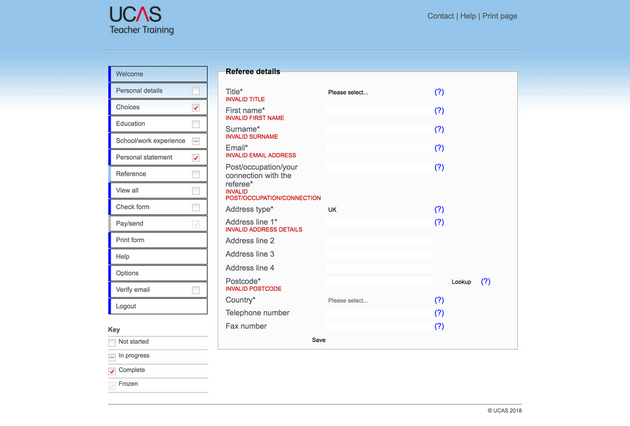 UCAS
Teacher Training
Contact | Help | Print page
Welcome
Personal details
Choices
Education
School/work experience
Personal statement
Reference
View all
Check form
Pay/send
Print form
Help
Options
Verify email
Logout
Key
Not started
In progress
Complete
Frozen
Referee details
Title* Please select... (?)
INVALID TITLE
First name* (?)
INVALID FIRST NAME
Surname* (?)
INVALID SURNAME
Email* (?)
INVALID EMAIL ADDRESS
Post/occupation/your (?)
connection with the
referee*
INVALID
POST/OCCUPATION/CONNECTION
Address type* UK (?)
Address line 1* (?)
INVALID ADDRESS DETAILS
Address line 2
Address line 3
Address line 4
Postcode* Lookup (?)
INVALID POSTCODE
Country* Please select... (?)
Telephone number (?)
Fax number (?)
Save
© UCAS 2018